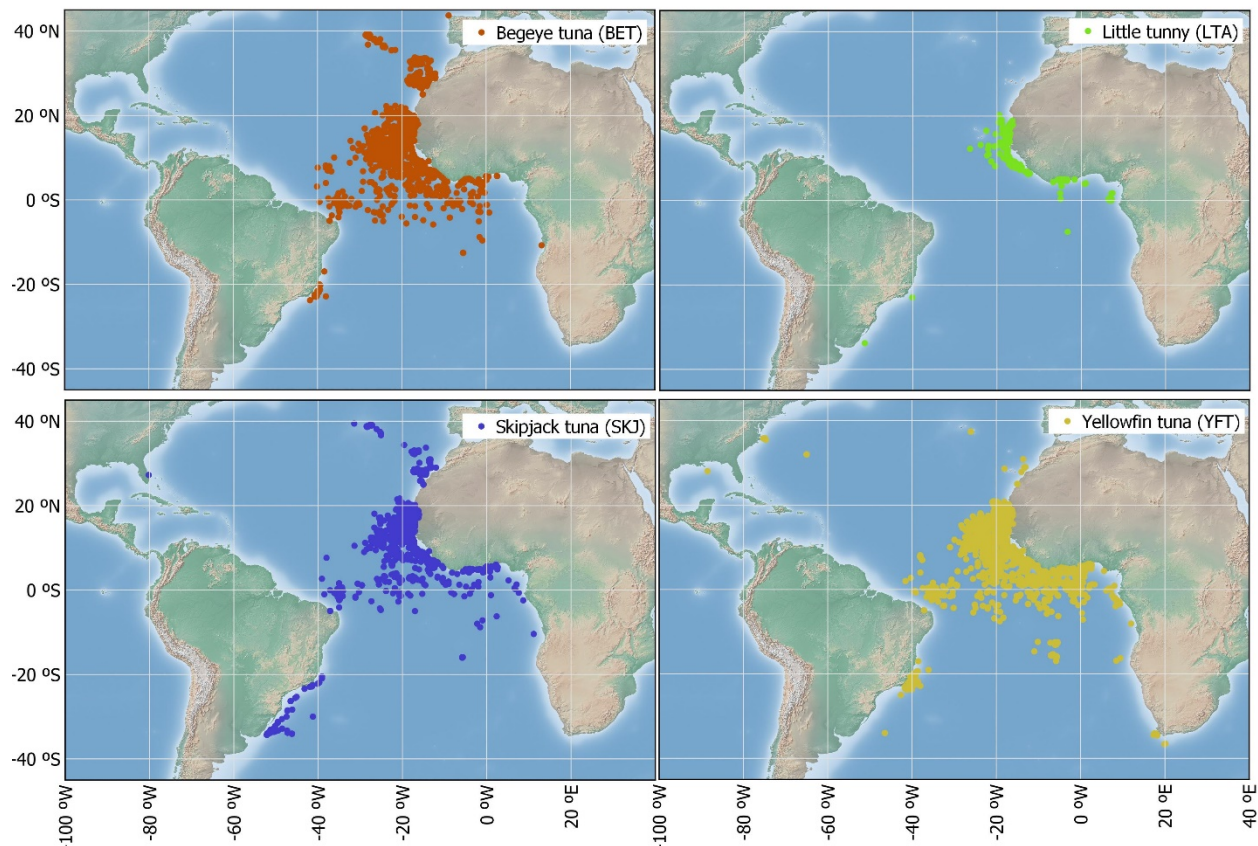 Begeye tuna (BET)
Little tunny (LTA)
40 ºN
20 ºN
0 ºS
-20 ºS
-40 ºS
Skipjack tuna (SKJ)
Yellowfin tuna (YFT)
40 ºN
20 ºN
0 ºS
-20 ºS
-40 ºS
-100 ºW
-80 ºW
-60 ºW
-40 ºW
-20 ºW
0 ºW
20 ºE
-100 ºW
-80 ºW
-60 ºW
-40 ºW
-20 ºW
0 ºW
20 ºE
40 ºE